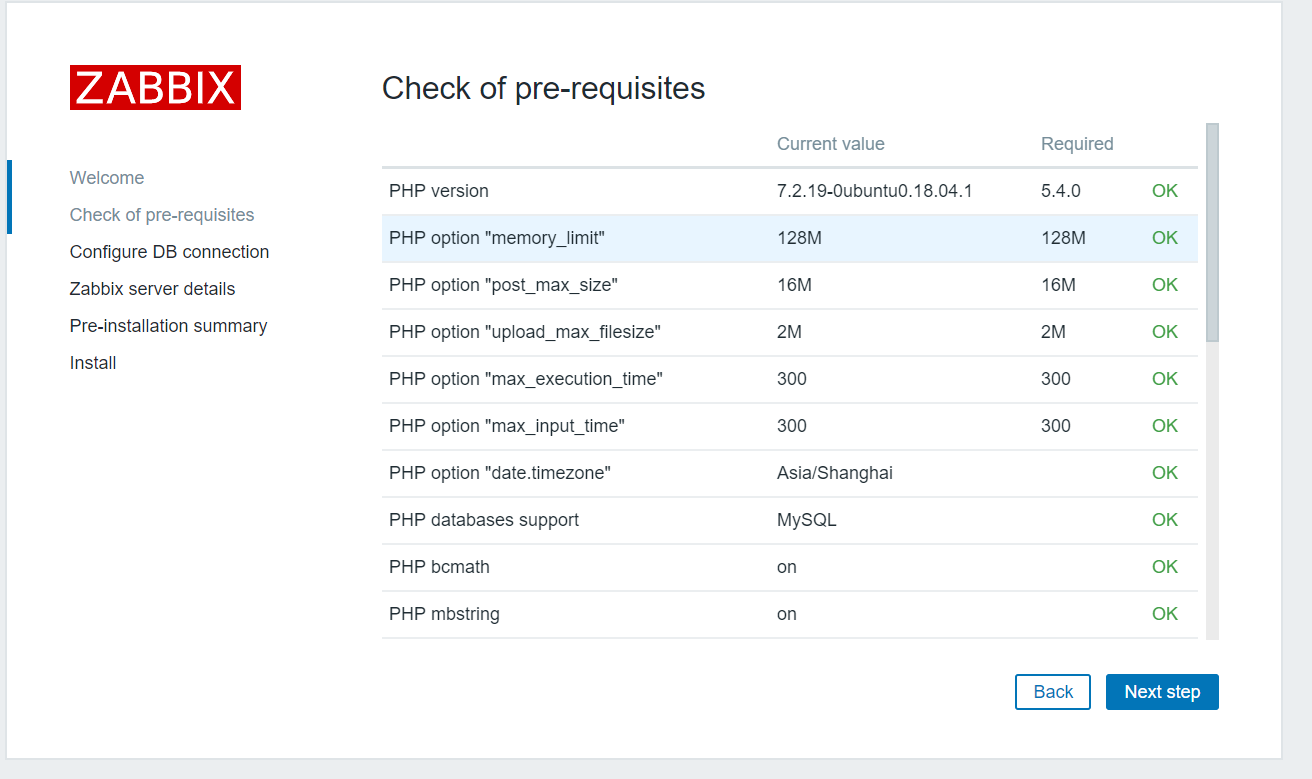 ZABBIX
Welcome
Check of pre-requisites
Configure DB connection
Zabbix server details
Pre-installation summary
Install
Check of pre-requisites
Current value Required
PHP version 7.2.19-0ubuntu0.18.04.1 5.4.0 OK
PHP option "memory_limit" 128M 128M OK
PHP option "post_max_size" 16M 16M OK
PHP option "upload_max_filesize" 2M 2M OK
PHP option "max_execution_time" 300 300 OK
PHP option "max_input_time" 300 300 OK
PHP option "date.timezone" Asia/Shanghai OK
PHP databases support MySQL OK
PHP bcmath on OK
PHP mbstring on OK
Back Next step